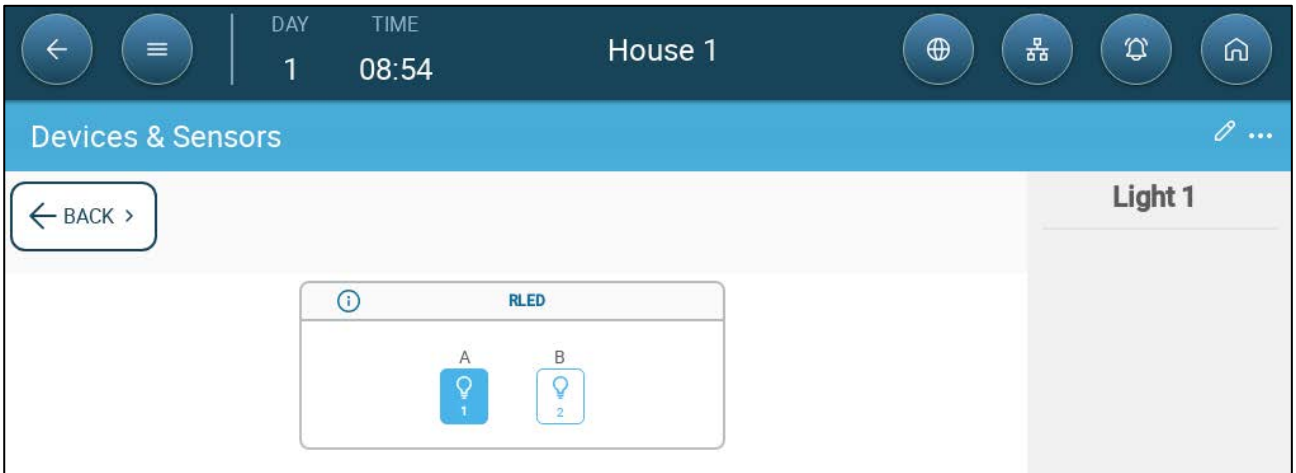 DAY TIME
1 08:54 House 1
Devices & Sensors
BACK
Light 1
RLED
A B
1 2